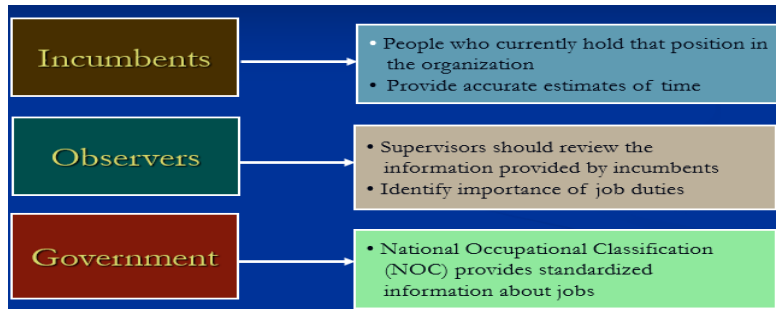 Incumbents
• People who currently hold that position in
the organization
• Provide accurate estimates of time
Observers
• Supervisors should review the
information provided by incumbents
• Identify importance of job duties
Government
• National Occupational Classification
(NOC) provides standardized
information about jobs